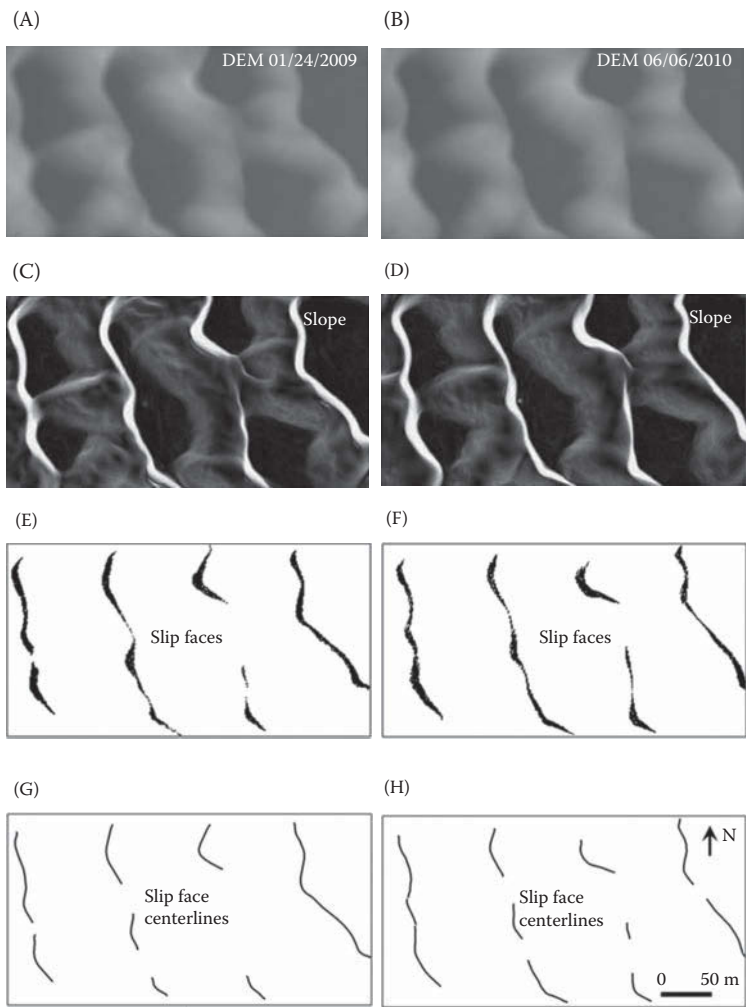 (A)
(B)
DEM 01/24/2009
DEM 06/06/2010
(C)
(D)
Slope
Slope
(E)
(F)
Slip faces
Slip faces
(G)
(H)
Slip face
centerlines
Slip face
centerlines
N
0 50 m